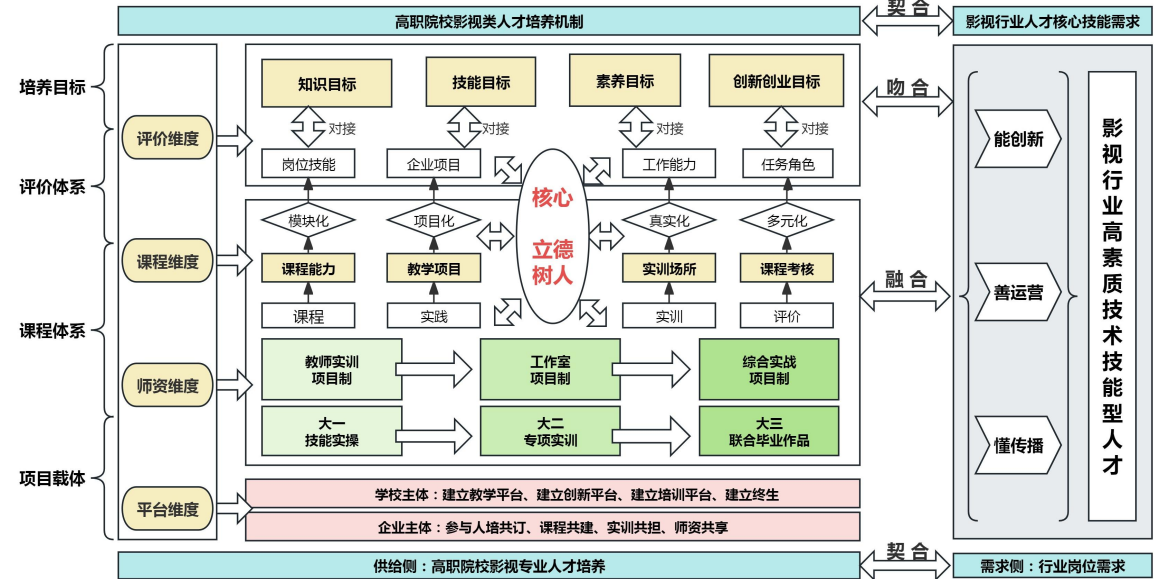 高职院校影视类人才培养机制
契 合
影视行业人才核心技能需求
培养目标
评价体系
课程体系
项目载体
评价维度
课程维度
师资维度
平台维度
知识目标
技能目标
素养目标
创新创业目标
对接
对接
对接
对接
岗位技能
企业项目
工作能力
任务角色
模块化
项目化
真实化
多元化
课程能力
教学项目
实训场所
课程考核
课程
实践
实训
评价
核心
立德
树人
教师实训
项目制
工作室
项目制
综合实战
项目制
大一
技能实操
大二
专项实训
大三
联合毕业作品
学校主体：建立教学平台、建立创新平台、建立培训平台、建立终生
企业主体：参与人培共订、课程共建、实训共担、师资共享
吻 合
融 合
能创新
善运营
懂传播
影视行业高素质技术技能型人才
供给侧：高职院校影视专业人才培养
契 合
需求侧：行业岗位需求